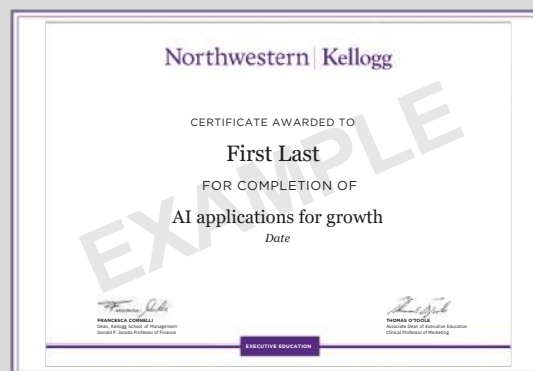 Northwestern | Kellogg
CERTIFICATE AWARDED TO
First Last
FOR COMPLETION OF
AI applications for growth
Date
EXAMPLE
FRANCESCA CORNELLI
Dean, Kellogg School of Management
Donald P. Jacobs Professor of Finance
THOMAS O'TOOLE
Associate Dean of Executive Education
Clinical Professor of Marketing
EXECUTIVE EDUCATION